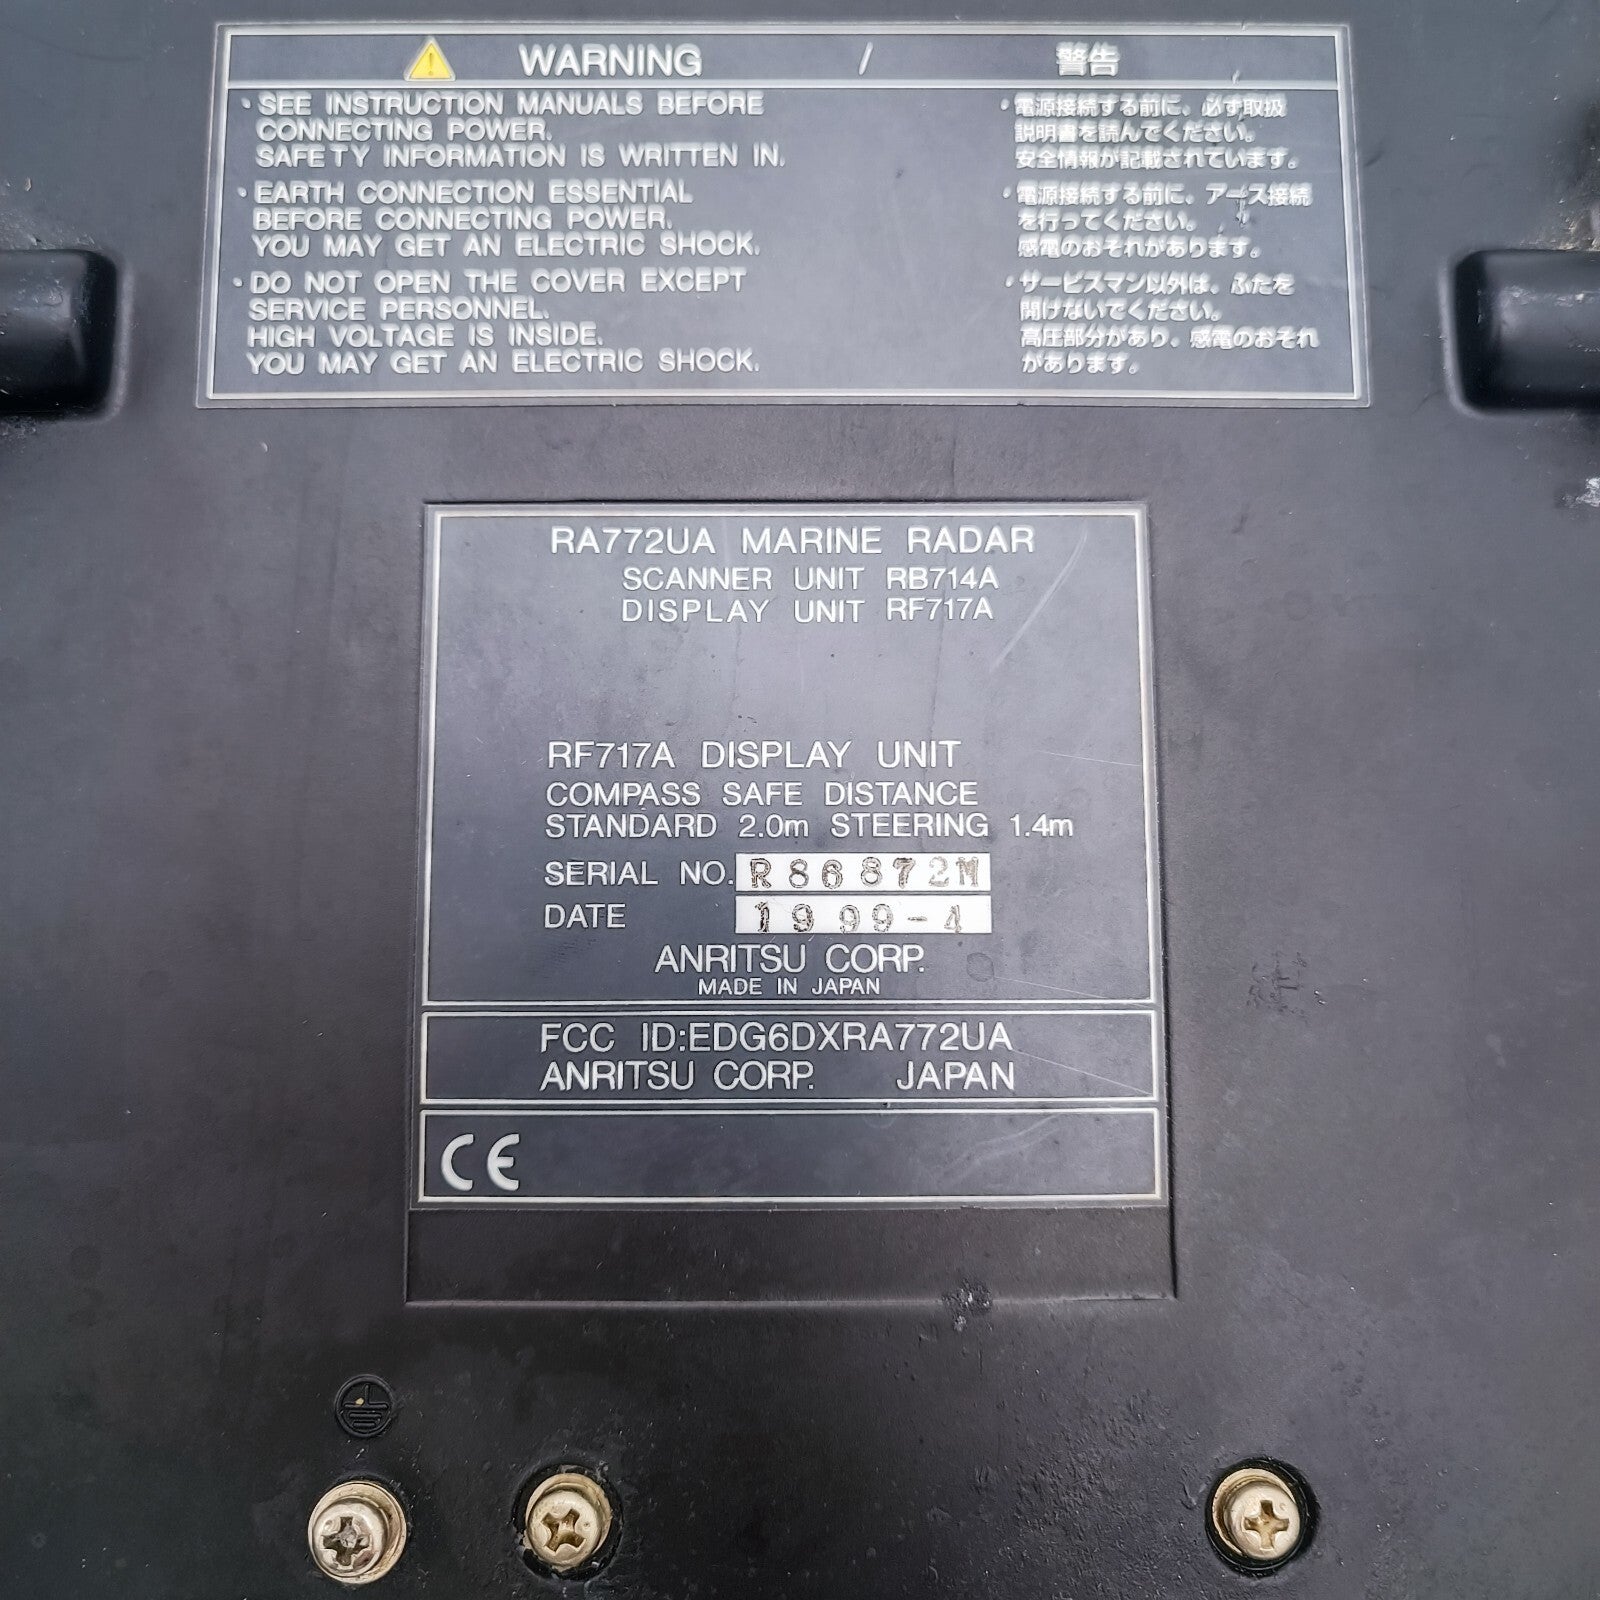 WARNING / 警告
・SEE INSTRUCTION MANUALS BEFORE
CONNECTING POWER.
SAFETY INFORMATION IS WRITTEN IN.
・EARTH CONNECTION ESSENTIAL
BEFORE CONNECTING POWER.
YOU MAY GET AN ELECTRIC SHOCK.
・DO NOT OPEN THE COVER EXCEPT
SERVICE PERSONNEL.
HIGH VOLTAGE IS INSIDE.
YOU MAY GET AN ELECTRIC SHOCK.
・電源接続する前に、必ず取扱
説明書を読んでください。
安全情報が記載されています。
・電源接続する前に、アース接続
を行ってください。
感電のおそれがあります。
・サービスマン以外は、ふたを
開けないでください。
高圧部分があり、感電のおそれ
があります。
RA772UA MARINE RADAR
SCANNER UNIT RB714A
DISPLAY UNIT RF717A
RF717A DISPLAY UNIT
COMPASS SAFE DISTANCE
STANDARD 2.0m STEERING 1.4m
SERIAL NO. R86872M
DATE 1999-4
ANRITSU CORP.
MADE IN JAPAN
FCC ID:EDG6DXRA772UA
ANRITSU CORP. JAPAN
CE